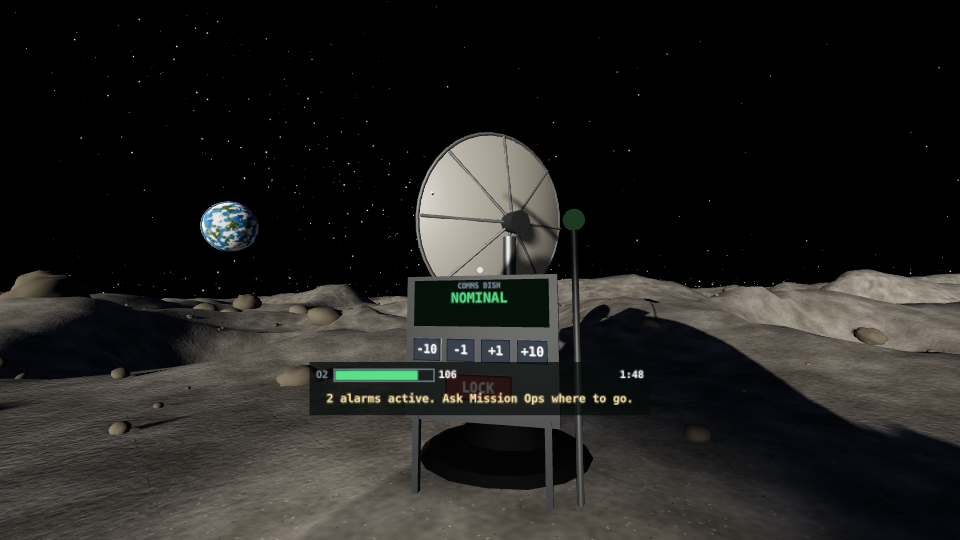 COMMS DISH
NOMINAL
-10 -1 +1 +10
O2 106 1:48
LOCK
2 alarms active. Ask Mission Ops where to go.